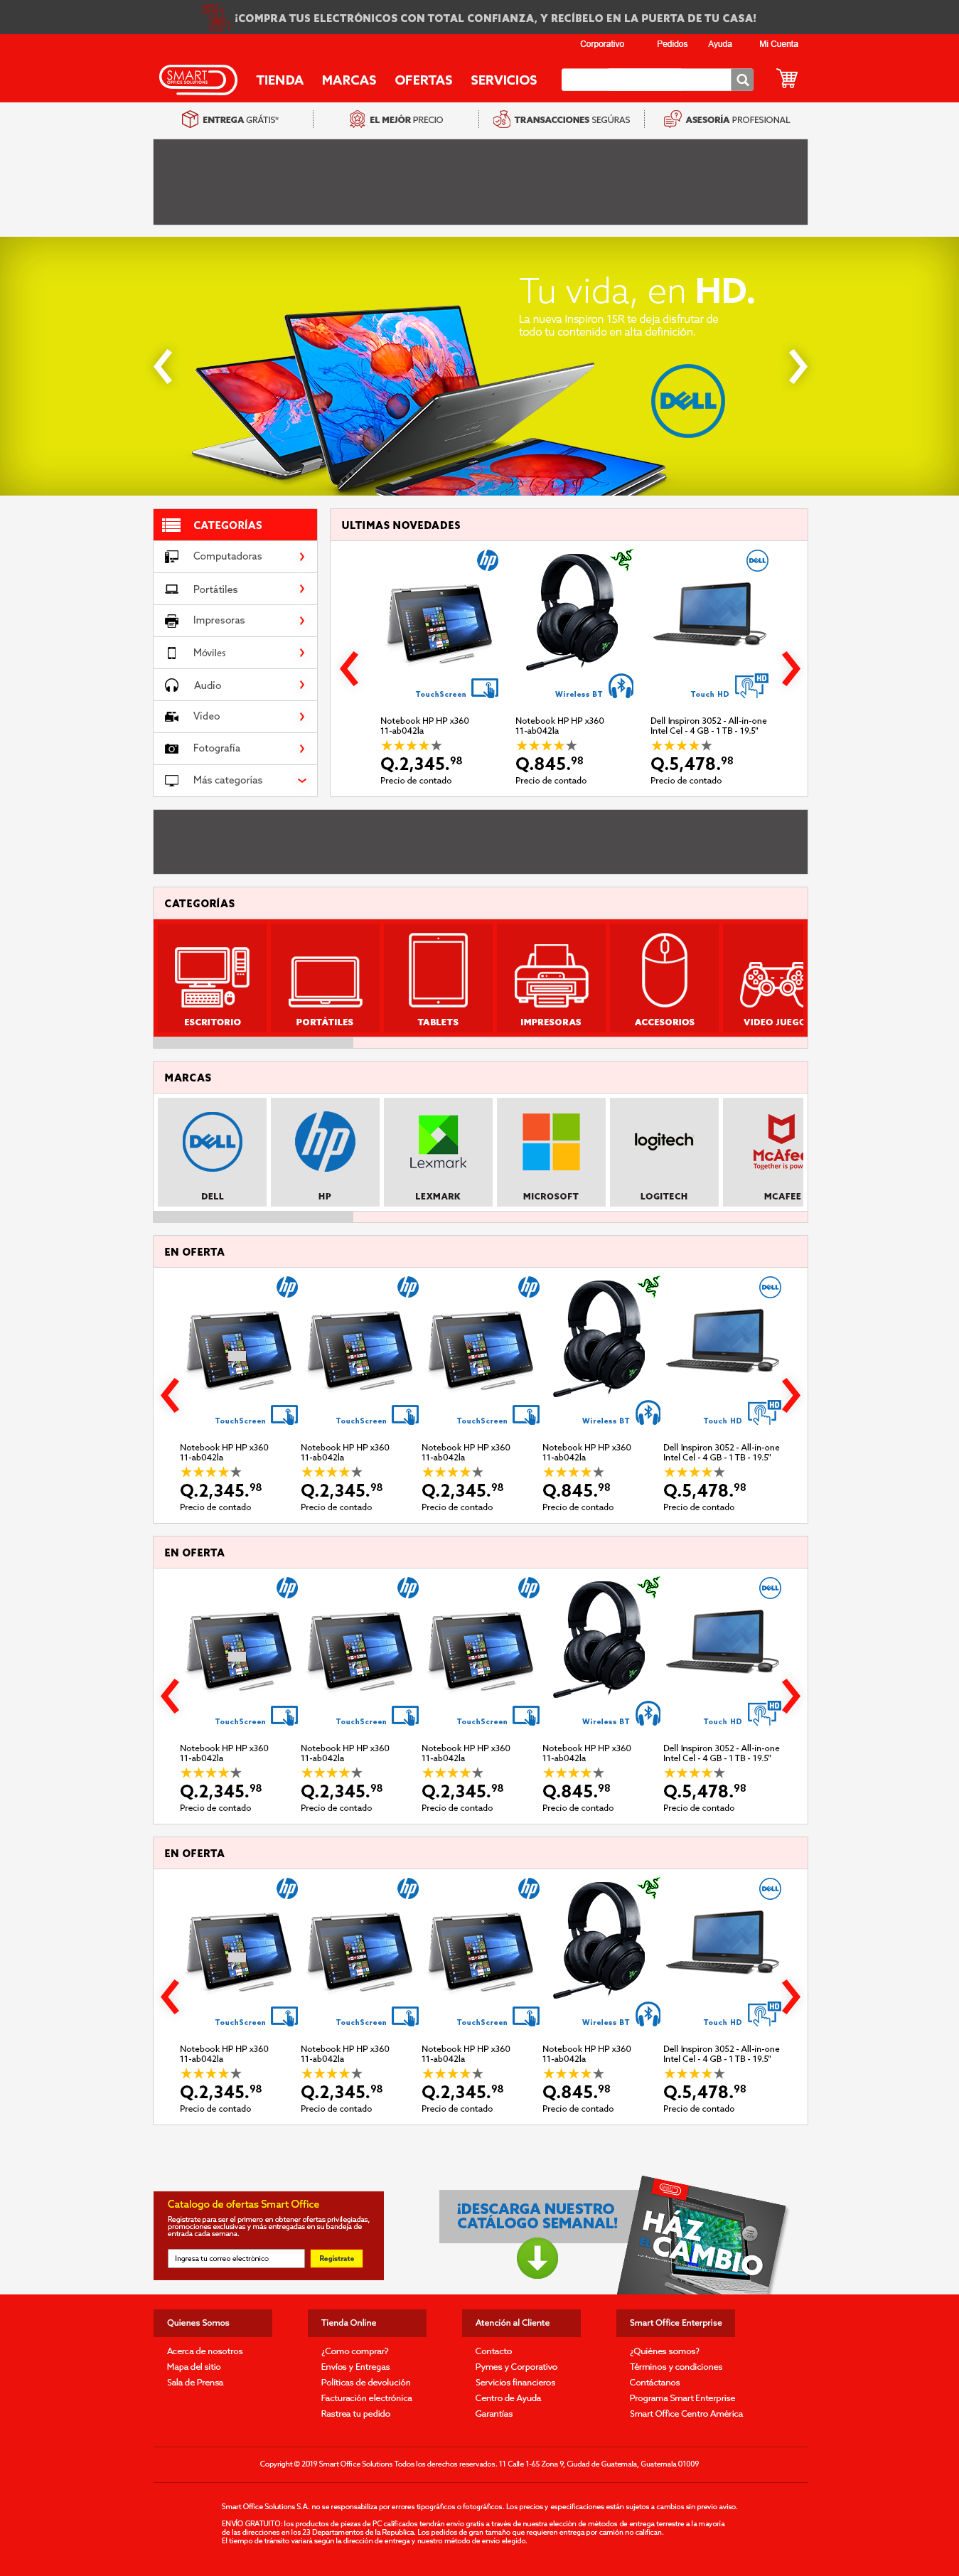 ¡COMPRA TUS ELECTRÓNICOS CON TOTAL CONFIANZA, Y RECÍBELO EN LA PUERTA DE TU CASA!
Corporativo Pedidos Ayuda Mi Cuenta
SMART
OFFICE SOLUTIONS
TIENDA MARCAS OFERTAS SERVICIOS
ENTREGA GRÁTIS* EL MEJÓR PRECIO TRANSACCIONES SEGÚRAS ASESORÍA PROFESIONAL
Tu vida, en HD.
La nueva Inspiron 15R te deja disfrutar de
todo tu contenido en alta definición.
DELL
CATEGORÍAS
Computadoras
Portátiles
Impresoras
Móviles
Audio
Video
Fotografía
Más categorías
ULTIMAS NOVEDADES
hp DELL
TouchScreen Wireless BT Touch HD HD
Notebook HP HP x360 Notebook HP HP x360 Dell Inspiron 3052 - All-in-one
11-ab042la 11-ab042la Intel Cel - 4 GB - 1 TB - 19.5"
Q.2,345.98 Q.845.98 Q.5,478.98
Precio de contado Precio de contado Precio de contado
CATEGORÍAS
ESCRITORIO PORTÁTILES TABLETS IMPRESORAS ACCESORIOS VIDEO JUEGO
MARCAS
DELL hp Lexmark logitech McAfee
Together is pow
DELL HP LEXMARK MICROSOFT LOGITECH MCAFEE
EN OFERTA
hp hp hp DELL
TouchScreen TouchScreen TouchScreen Wireless BT Touch HD HD
Notebook HP HP x360 Notebook HP HP x360 Notebook HP HP x360 Notebook HP HP x360 Dell Inspiron 3052 - All-in-one
11-ab042la 11-ab042la 11-ab042la 11-ab042la Intel Cel - 4 GB - 1 TB - 19.5"
Q.2,345.98 Q.2,345.98 Q.2,345.98 Q.845.98 Q.5,478.98
Precio de contado Precio de contado Precio de contado Precio de contado Precio de contado
EN OFERTA
hp hp hp DELL
TouchScreen TouchScreen TouchScreen Wireless BT Touch HD HD
Notebook HP HP x360 Notebook HP HP x360 Notebook HP HP x360 Notebook HP HP x360 Dell Inspiron 3052 - All-in-one
11-ab042la 11-ab042la 11-ab042la 11-ab042la Intel Cel - 4 GB - 1 TB - 19.5"
Q.2,345.98 Q.2,345.98 Q.2,345.98 Q.845.98 Q.5,478.98
Precio de contado Precio de contado Precio de contado Precio de contado Precio de contado
EN OFERTA
hp hp hp DELL
TouchScreen TouchScreen TouchScreen Wireless BT Touch HD HD
Notebook HP HP x360 Notebook HP HP x360 Notebook HP HP x360 Notebook HP HP x360 Dell Inspiron 3052 - All-in-one
11-ab042la 11-ab042la 11-ab042la 11-ab042la Intel Cel - 4 GB - 1 TB - 19.5"
Q.2,345.98 Q.2,345.98 Q.2,345.98 Q.845.98 Q.5,478.98
Precio de contado Precio de contado Precio de contado Precio de contado Precio de contado
Catalogo de ofertas Smart Office
Registrate para ser el primero en obtener ofertas privilegiadas,
promociones exclusivas y más entregadas en su bandeja de
entrada cada semana.
Ingresa tu correo electrónico Registrate
¡DESCARGA NUESTRO
CATÁLOGO SEMANAL!
HÁZ
EL CAMBIO
Quienes Somos
Acerca de nosotros
Mapa del sitio
Sala de Prensa
Tienda Online
¿Como comprar?
Envíos y Entregas
Políticas de devolución
Facturación electrónica
Rastrea tu pedido
Atención al Cliente
Contacto
Pymes y Corporativo
Servicios financieros
Centro de Ayuda
Garantías
Smart Office Enterprise
¿Quiénes somos?
Términos y condiciones
Contáctanos
Programa Smart Enterprise
Smart Office Centro América
Copyright © 2019 Smart Office Solutions Todos los derechos reservados. 11 Calle 1-65 Zona 9, Ciudad de Guatemala, Guatemala 01009
Smart Office Solutions S.A. no se responsabiliza por errores tipográficos o fotográficos. Los precios y especificaciones están sujetos a cambios sin previo aviso.
ENVÍO GRATUITO: los productos de piezas de PC calificados tendrán envío gratis a través de nuestra elección de métodos de entrega terrestre a la mayoría
de las direcciones en los 23 Departamentos de la Republica. Los pedidos de gran tamaño que requieren entrega por camión no califican.
El tiempo de tránsito variará según la dirección de entrega y nuestro método de envío elegido.